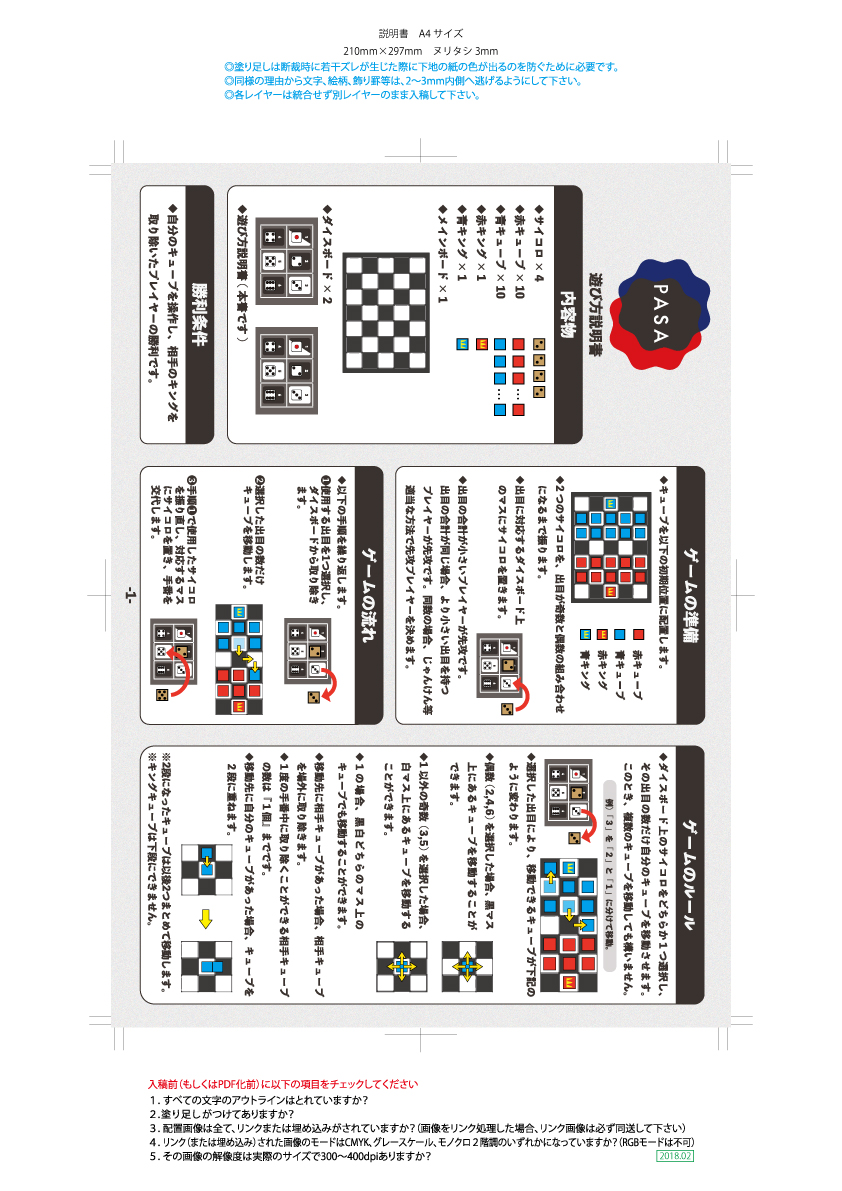 説明書　A4 サイズ
210mm×297mm　ヌリタシ 3mm
◎塗り足しは断裁時に若干ズレが生じた際に下地の紙の色が出るのを防ぐために必要です。
◎同様の理由から文字、絵柄、飾り罫等は、2〜3mm内側へ逃げるようにして下さい。
◎各レイヤーは統合せず別レイヤーのまま入稿して下さい。
PASA
遊び方説明書
内容物
◆サイコロ × 4
◆赤キューブ × 10
◆青キューブ × 10
◆赤キング × 1
◆青キング × 1
◆メインボード × 1
◆ダイスボード × 2
◆遊び方説明書（本書です）
勝利条件
◆自分のキューブを操作し、相手のキングを
取り除いたプレイヤーの勝利です。
ゲームの準備
◆キューブを以下の初期位置に配置します。
赤キューブ
青キューブ
赤キング
青キング
◆2つのサイコロを、出目が奇数と偶数の組み合わせ
になるまで振ります。
◆出目に対応するダイスボード上
のマスにサイコロを置きます。
◆出目の合計が小さいプレイヤーが先攻です。
出目の合計が同じ場合、より小さい出目を持つ
プレイヤーが先攻です。同数の場合、じゃんけん等
適当な方法で先攻プレイヤーを決めます。
ゲームの流れ
◆以下の手順を繰り返します。
❶使用する出目を1つ選択し、
ダイスボードから取り除き
ます。
❷選択した出目の数だけ
キューブを移動します。
❸手順❶で使用したサイコロ
を振り直し、対応するマス
にサイコロを置き、手番を
交代します。
ゲームのルール
◆ダイスボード上のサイコロをどちらか1つ選択し、
その出目の数だけ自分のキューブを移動させます。
このとき、複数のキューブを移動しても構いません。
例）「3」を「2」と「1」に分けて移動。
◆選択した出目により、移動できるキューブが下記の
ように変わります。
◆偶数（2,4,6）を選択した場合、黒マス
上にあるキューブを移動することが
できます。
◆1以外の奇数（3,5）を選択した場合、
白マス上にあるキューブを移動する
ことができます。
◆1の場合、黒白どちらのマス上の
キューブでも移動することができます。
◆移動先に相手キューブがあった場合、相手キューブ
を場外に取り除きます。
◆1度の手番中に取り除くことができる相手キューブ
の数は『1個』までです。
◆移動先に自分のキューブがあった場合、キューブを
2段に重ねます。
※2段になったキューブは以後2つまとめて移動します。
※キングキューブは下段にできません。
-1-
入稿前（もしくはPDF化前）に以下の項目をチェックしてください
１．すべての文字のアウトラインはとれていますか？
２．塗り足しがつけてありますか？
３．配置画像は全て、リンクまたは埋め込みがされていますか？（画像をリンク処理した場合、リンク画像は必ず同送して下さい）
４．リンク（または埋め込み）された画像のモードはCMYK、グレースケール、モノクロ２階調のいずれかになっていますか？（RGBモードは不可）
５．その画像の解像度は実際のサイズで300〜400dpiありますか？
2018.02